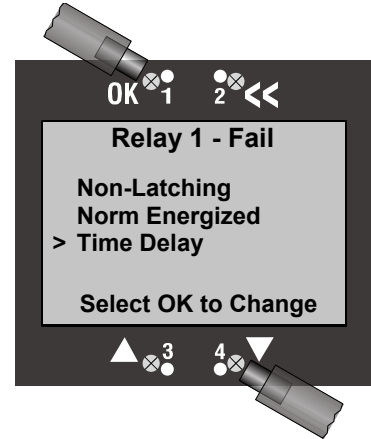 OK 1 2 <<
Relay 1 - Fail
Non-Latching
Norm Energized
> Time Delay
Select OK to Change
3 4